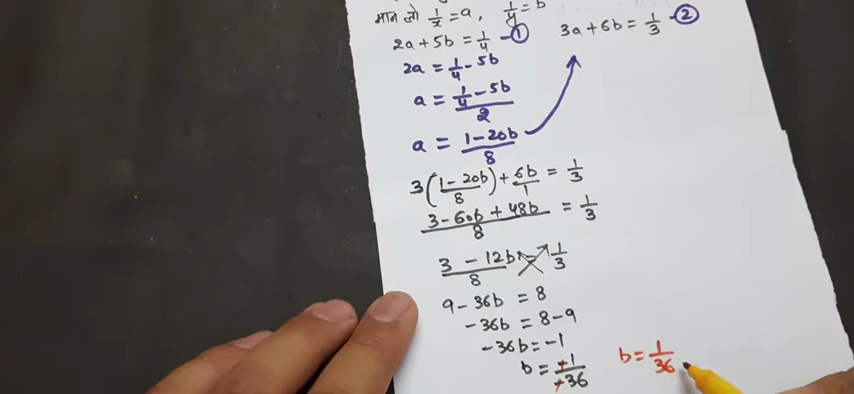 मान लो 1/x = a, 1/y = b
2a + 5b = 1/4 —①
3a + 6b = 1/3 —②
2a = 1/4 - 5b
a = (1/4 - 5b)/2
a = (1 - 20b)/8
3((1 - 20b)/8) + 6b/1 = 1/3
(3 - 60b + 48b)/8 = 1/3
(3 - 12b)/8 = 1/3
9 - 36b = 8
-36b = 8 - 9
-36b = -1
b = -1/-36
b = 1/36